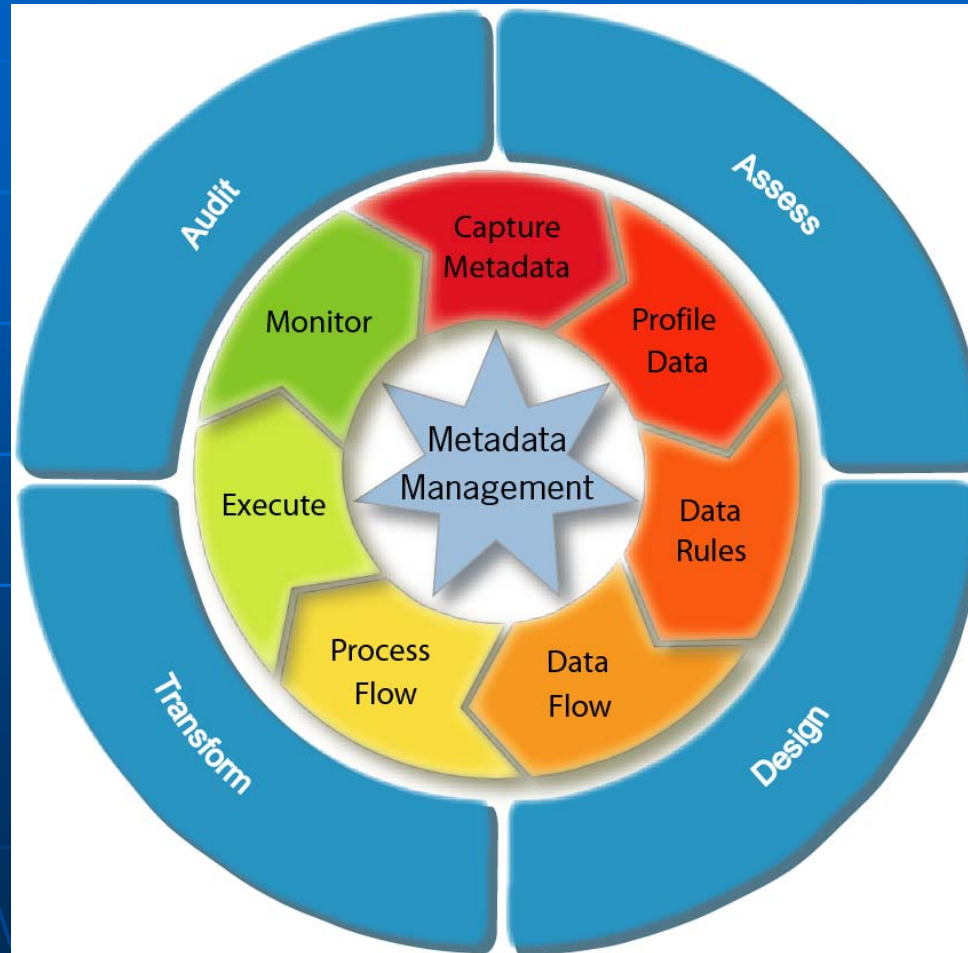 Audit
Assess
Capture
Metadata
Profile
Data
Monitor
Metadata
Management
Execute
Data
Rules
Process
Flow
Data
Flow
Transform
Design